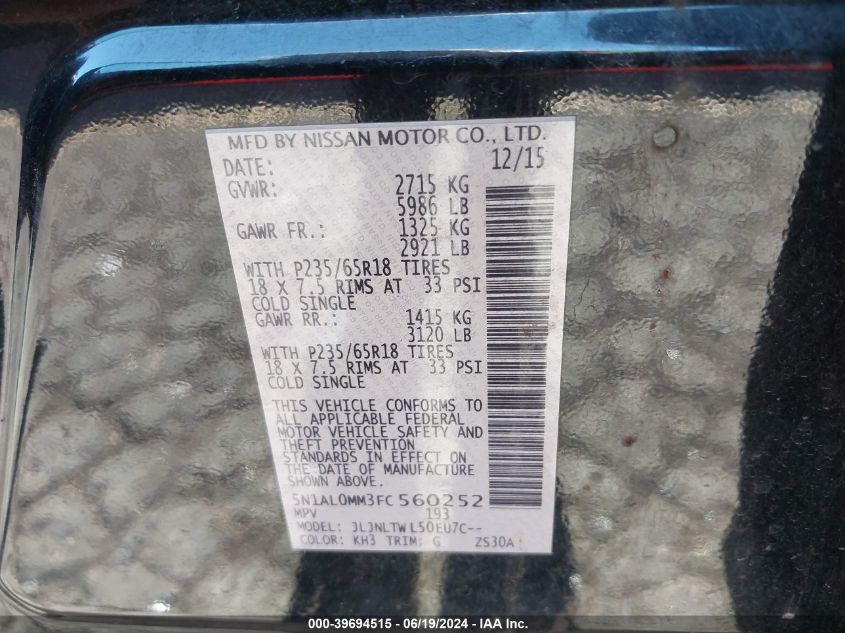 MFD BY NISSAN MOTOR CO., LTD.
DATE: 12/15
GVWR: 2715 KG
5986 LB
GAWR FR.: 1325 KG
2921 LB
WITH P235/65R18 TIRES
18 X 7.5 RIMS AT 33 PSI
COLD SINGLE
GAWR RR.: 1415 KG
3120 LB
WITH P235/65R18 TIRES
18 X 7.5 RIMS AT 33 PSI
COLD SINGLE
THIS VEHICLE CONFORMS TO
ALL APPLICABLE FEDERAL
MOTOR VEHICLE SAFETY AND
THEFT PREVENTION
STANDARDS IN EFFECT ON
THE DATE OF MANUFACTURE
SHOWN ABOVE.
5N1AL0MM3FC560252
MPV 193
MODEL: JL3NLTWL50EU7C--
COLOR: KH3 TRIM: G ZS30A
000-39694515 - 06/19/2024 - IAA Inc.